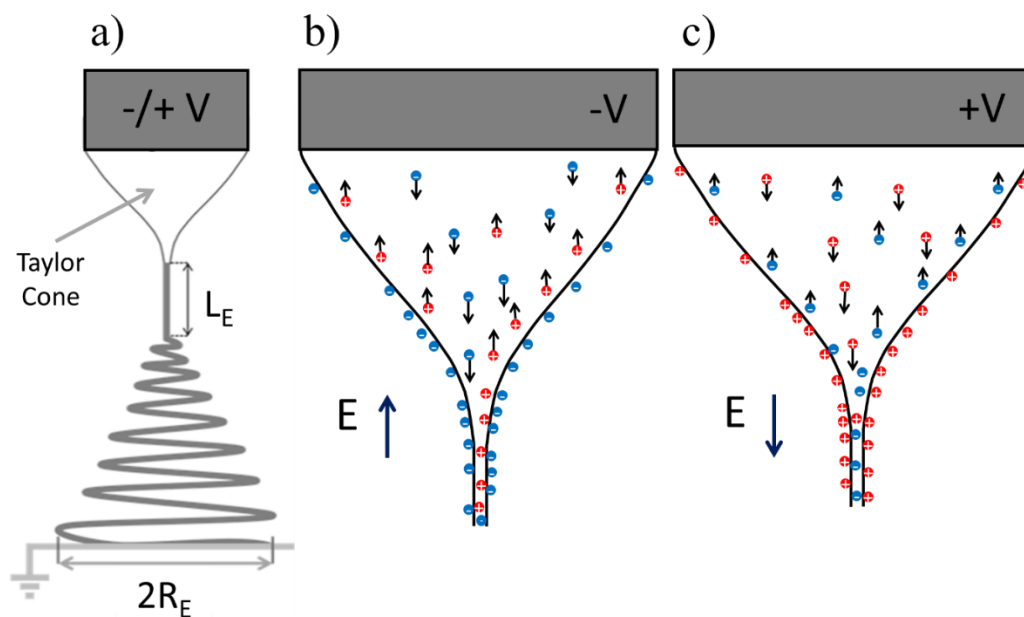 a)
-/+ V
Taylor
Cone
L_E
2R_E
b)
-V
E
c)
+V
E